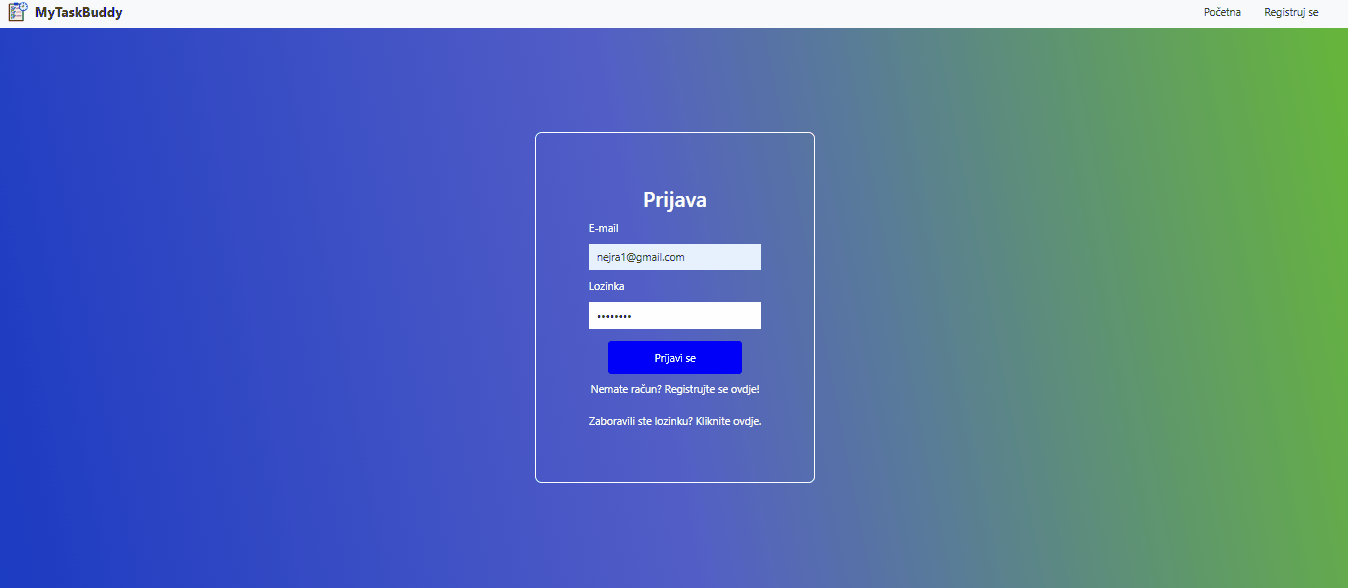 MyTaskBuddy
Početna
Registruj se
Prijava
E-mail
nejra1@gmail.com
Lozinka
••••••••
Prijavi se
Nemate račun? Registrujte se ovdje!
Zaboravili ste lozinku? Kliknite ovdje.